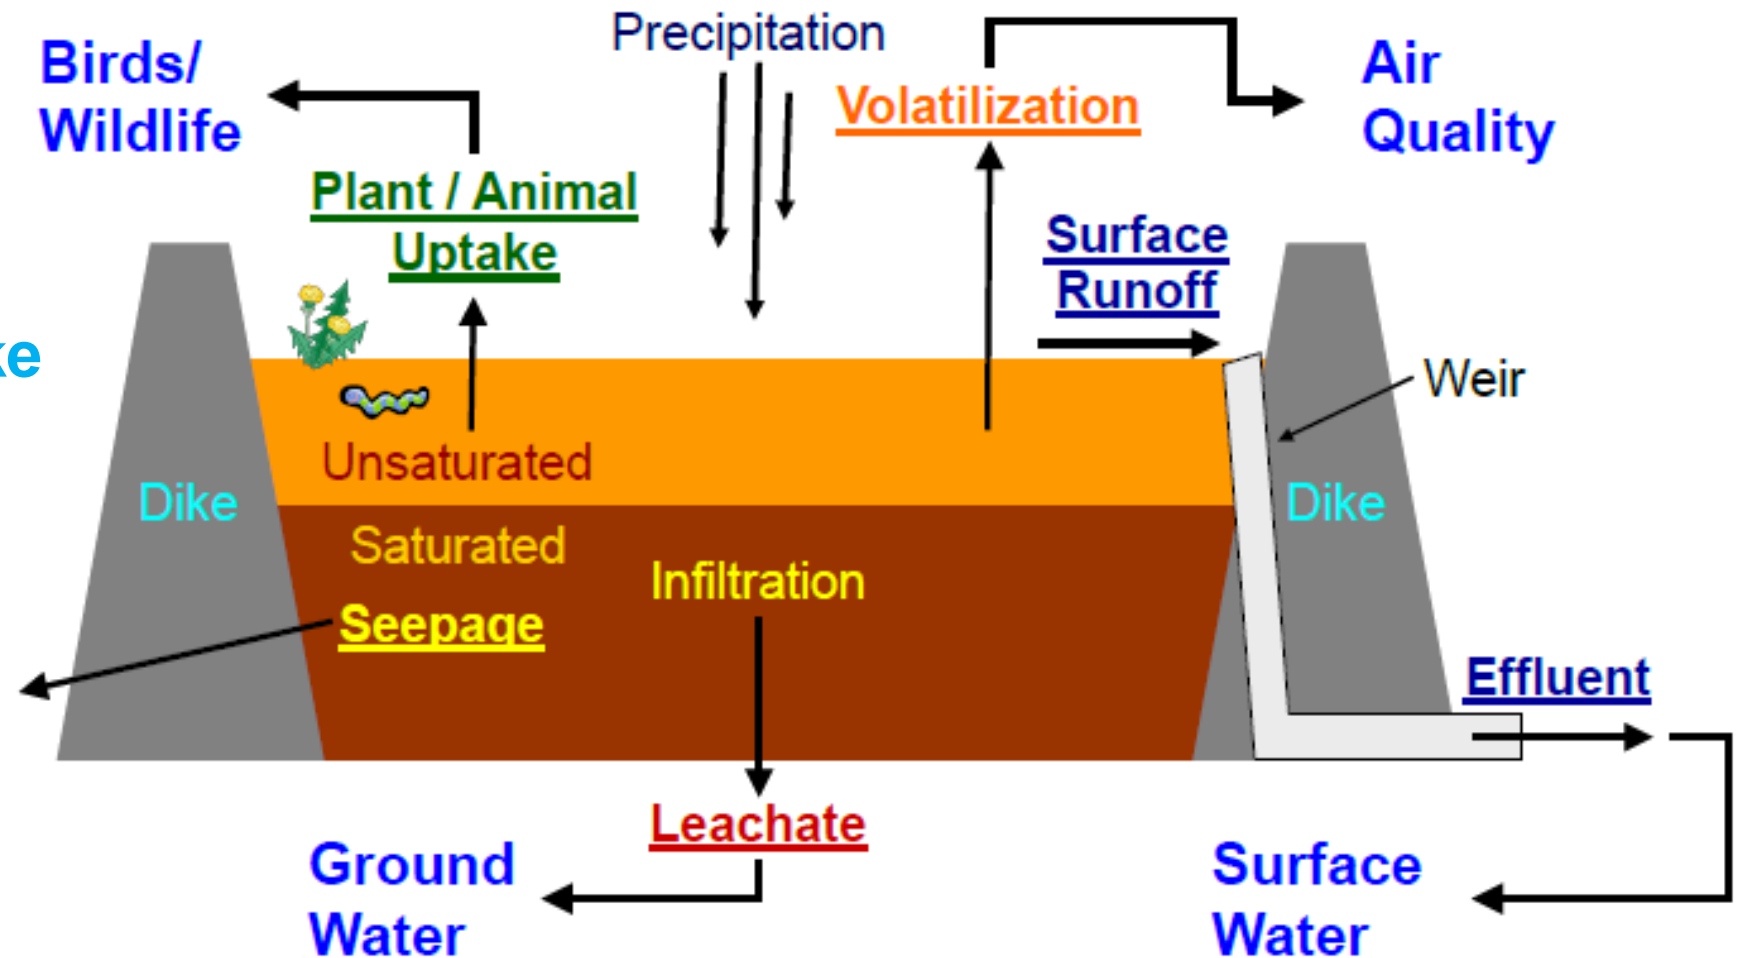 Precipitation
Birds/
Wildlife
Volatilization
Air
Quality
Plant / Animal
Uptake
Surface
Runoff
ke
Weir
Unsaturated
Dike
Dike
Saturated
Infiltration
Seepage
Effluent
Leachate
Ground
Water
Surface
Water